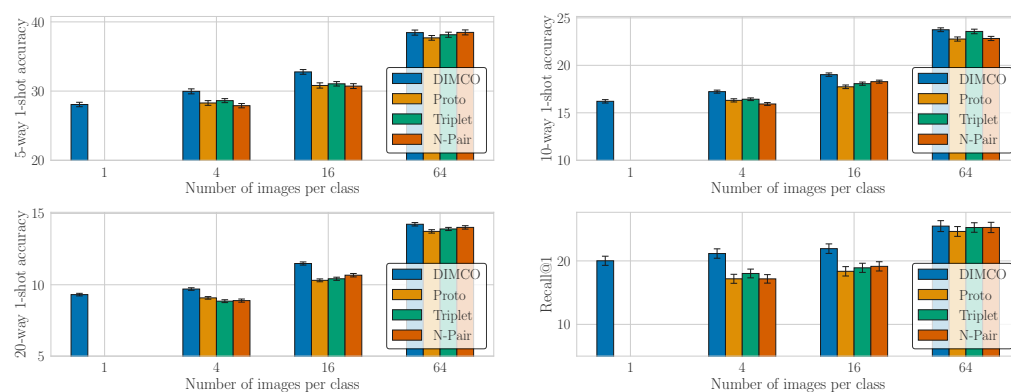 5-way 1-shot accuracy
40
30
20
1
4
16
64
Number of images per class
DIMCO
Proto
Triplet
N-Pair
10-way 1-shot accuracy
25
20
15
10
1
4
16
64
Number of images per class
DIMCO
Proto
Triplet
N-Pair
20-way 1-shot accuracy
15
10
5
1
4
16
64
Number of images per class
DIMCO
Proto
Triplet
N-Pair
Recall@1
20
10
1
4
16
64
Number of images per class
DIMCO
Proto
Triplet
N-Pair